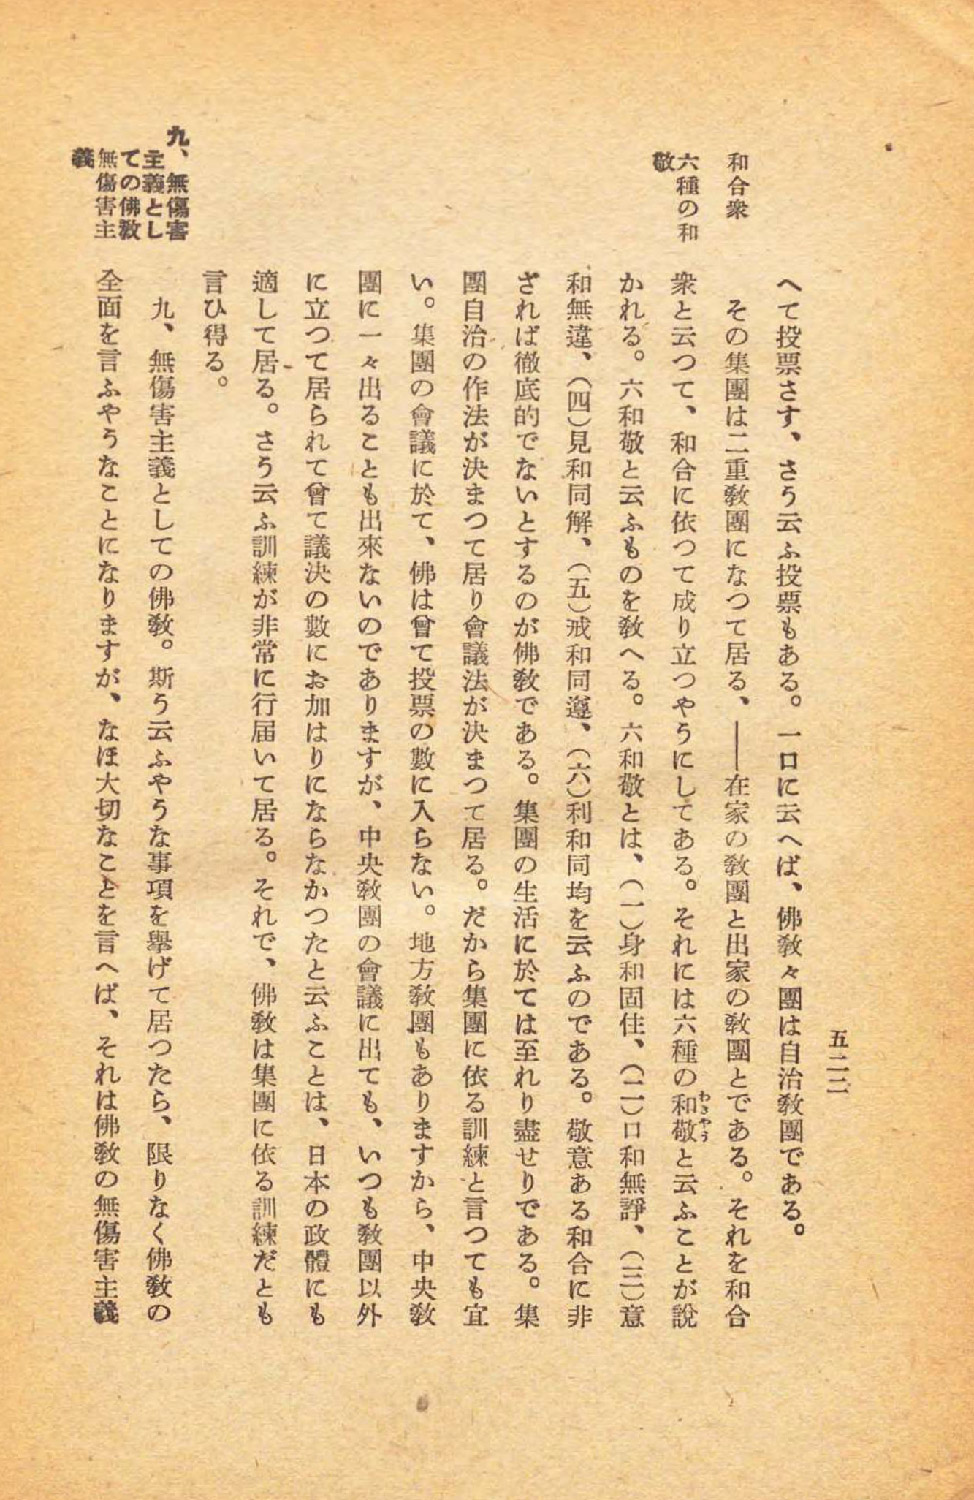 五二二
和合衆
六種の和
敬
九、無傷害
主義とし
ての佛教
無傷害主
義
へて投票さす、さう云ふ投票もある。一口に云へば、佛教々團は自治教團である。
その集團は二重教團になつて居る、――在家の教團と出家の教團とである。それを和合
衆と云つて、和合に依つて成り立つやうにしてある。それには六種の和敬と云ふことが說
かれる。六和敬と云ふものを教へる。六和敬とは、(一)身和固住、(二)口和無諍、(三)意
和無違、(四)見和同解、(五)戒和同遵、(六)利和同均を云ふのである。敬意ある和合に非
ざれば徹底的でないとするのが佛教である。集團の生活に於ては至れり盡せりである。集
團自治の作法が決まつて居り會議法が決まつて居る。だから集團に依る訓練と言つても宜
い。集團の會議に於て、佛は曾て投票の數に入らない。地方教團もありますから、中央教
團に一々出ることも出來ないのでありますが、中央教團の會議に出ても、いつも教團以外
に立つて居られて曾て議決の數にお加はりにならなかつたと云ふことは、日本の政體にも
適して居る。さう云ふ訓練が非常に行届いて居る。それで、佛教は集團に依る訓練だとも
言ひ得る。
九、無傷害主義としての佛教。斯う云ふやうな事項を擧げて居つたら、限りなく佛教の
全面を言ふやうなことになりますが、なほ大切なことを言へば、それは佛教の無傷害主義